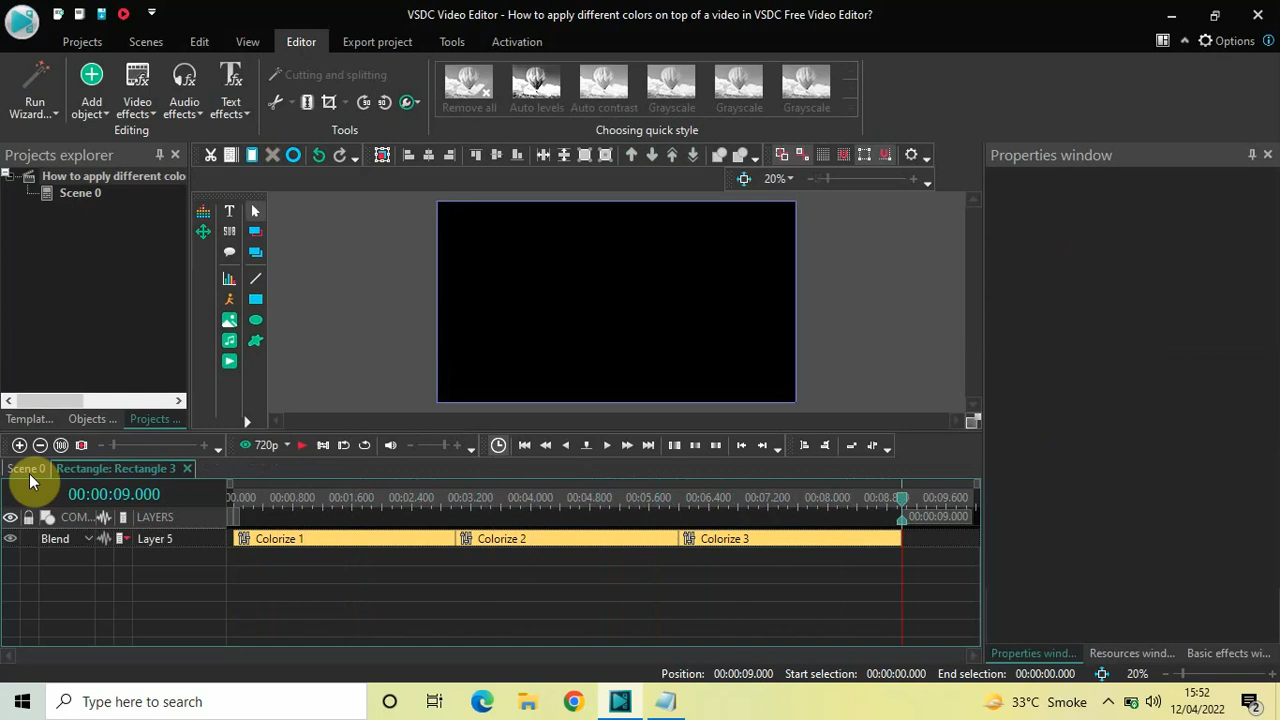 VSDC Video Editor - How to apply different colors on top of a video in VSDC Free Video Editor?
Projects
Scenes
Edit
View
Editor
Export project
Tools
Activation
Options
Run Wizard...
Add object
Video effects
Audio effects
Text effects
Editing
Cutting and splitting
Tools
Remove all
Auto levels
Auto contrast
Grayscale
Grayscale
Grayscale
Choosing quick style
Projects explorer
Properties window
How to apply different colo
Scene 0
20%
Templat...
Objects ...
Projects ...
720p
Scene 0
Rectangle: Rectangle 3
00:00:09.000
0.000
00:00:00.800
00:00:01.600
00:00:02.400
00:00:03.200
00:00:04.000
00:00:04.800
00:00:05.600
00:00:06.400
00:00:07.200
00:00:08.000
00:00:09.600
00:00:09.000
COM...
LAYERS
Blend
Layer 5
Colorize 1
Colorize 2
Colorize 3
Properties wind...
Resources wind...
Basic effects wi...
Position: 00:00:09.000
Start selection: 00:00:00.000
End selection: 00:00:00.000
20%
Type here to search
33°C Smoke
15:52
12/04/2022
2